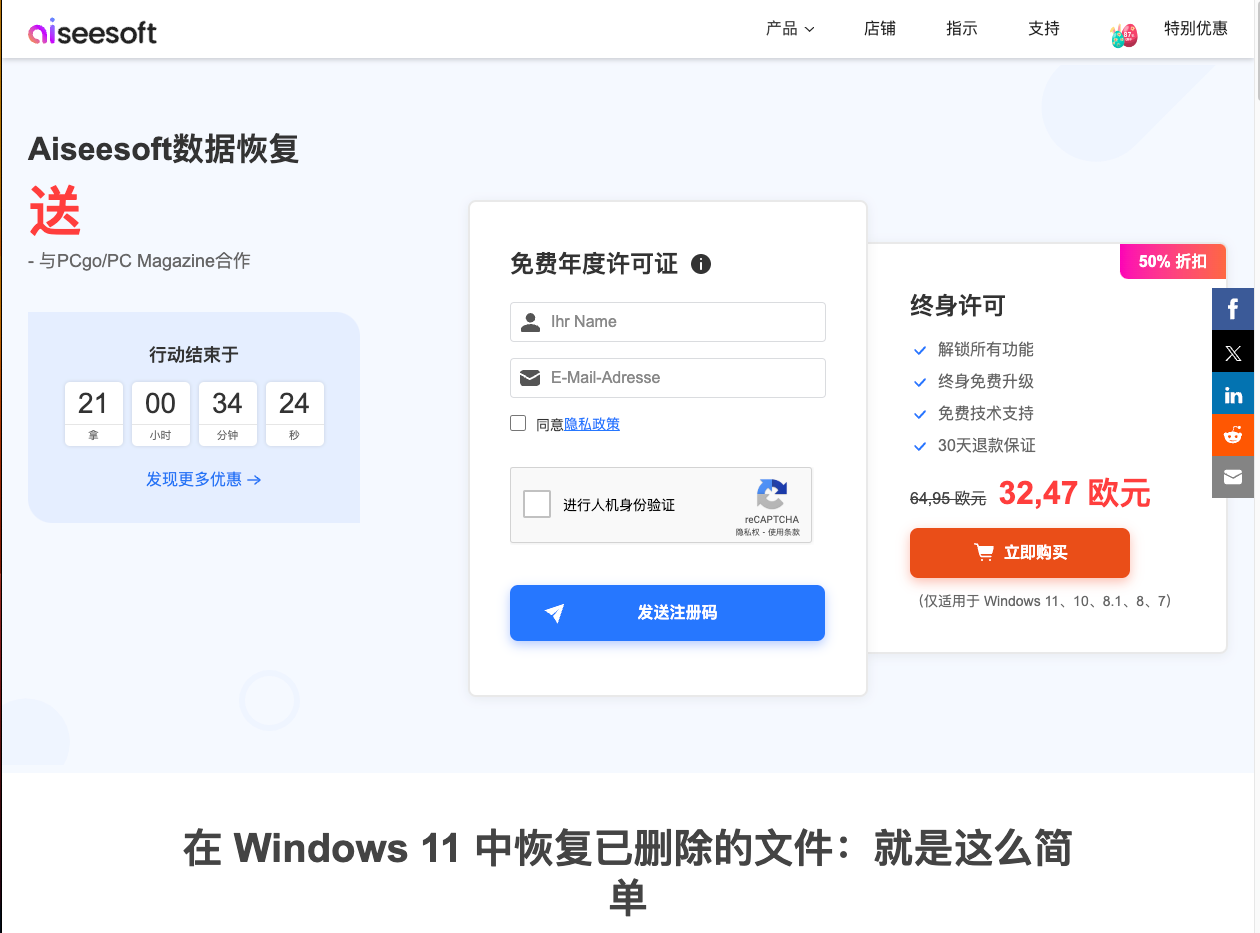 aiseesoft
产品
店铺
指示
支持
87%
特别优惠
Aiseesoft数据恢复
送
- 与PCgo/PC Magazine合作
行动结束于
21
00
34
24
拿
小时
分钟
秒
发现更多优惠 →
免费年度许可证
Ihr Name
E-Mail-Adresse
同意隐私政策
进行人机身份验证
reCAPTCHA
隐私权 - 使用条款
发送注册码
50% 折扣
终身许可
解锁所有功能
终身免费升级
免费技术支持
30天退款保证
64,95 欧元 32,47 欧元
立即购买
（仅适用于 Windows 11、10、8.1、8、7）
在 Windows 11 中恢复已删除的文件：就是这么简
单